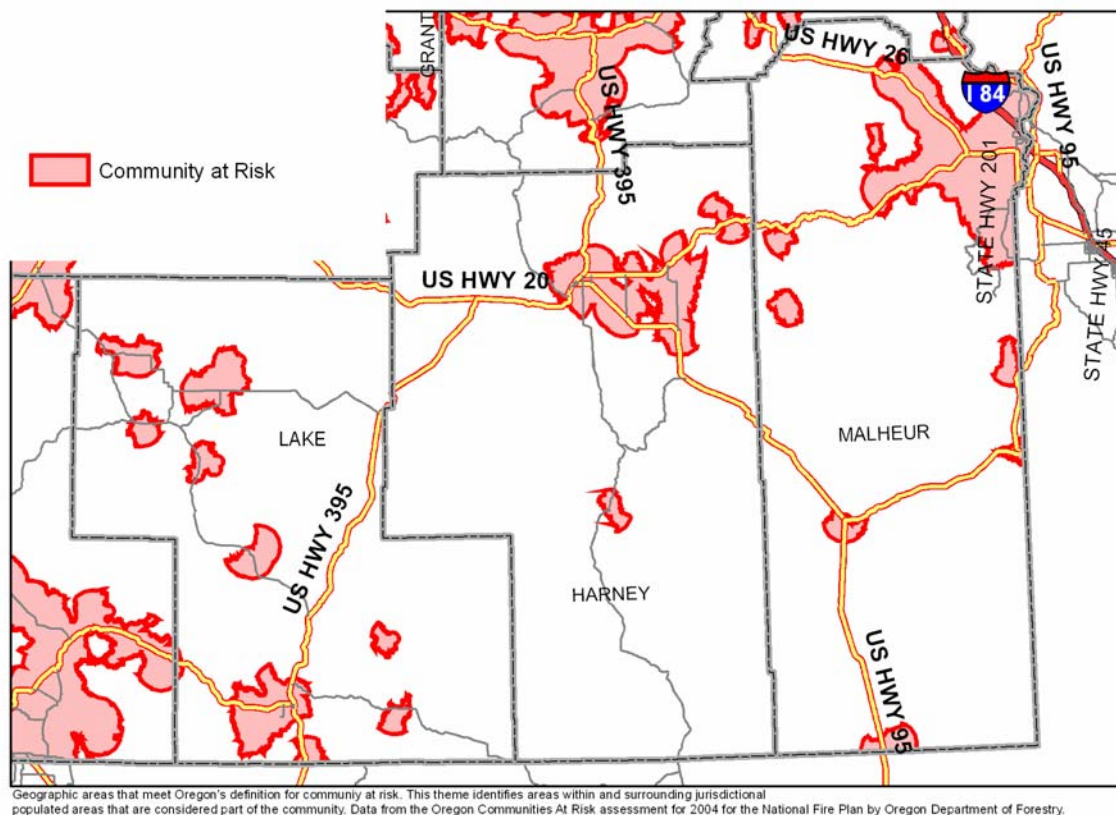 GRANT
US HWY 26
I 84
US HWY 95
US HWY 395
Community at Risk
STATE HWY 201
STATE HWY 45
US HWY 20
LAKE
MALHEUR
US HWY 395
HARNEY
US HWY 95
Geographic areas that meet Oregon's definition for communiy at risk. This theme identifies areas within and surrounding jurisdictional
populated areas that are considered part of the community. Data from the Oregon Communities At Risk assessment for 2004 for the National Fire Plan by Oregon Department of Forestry.